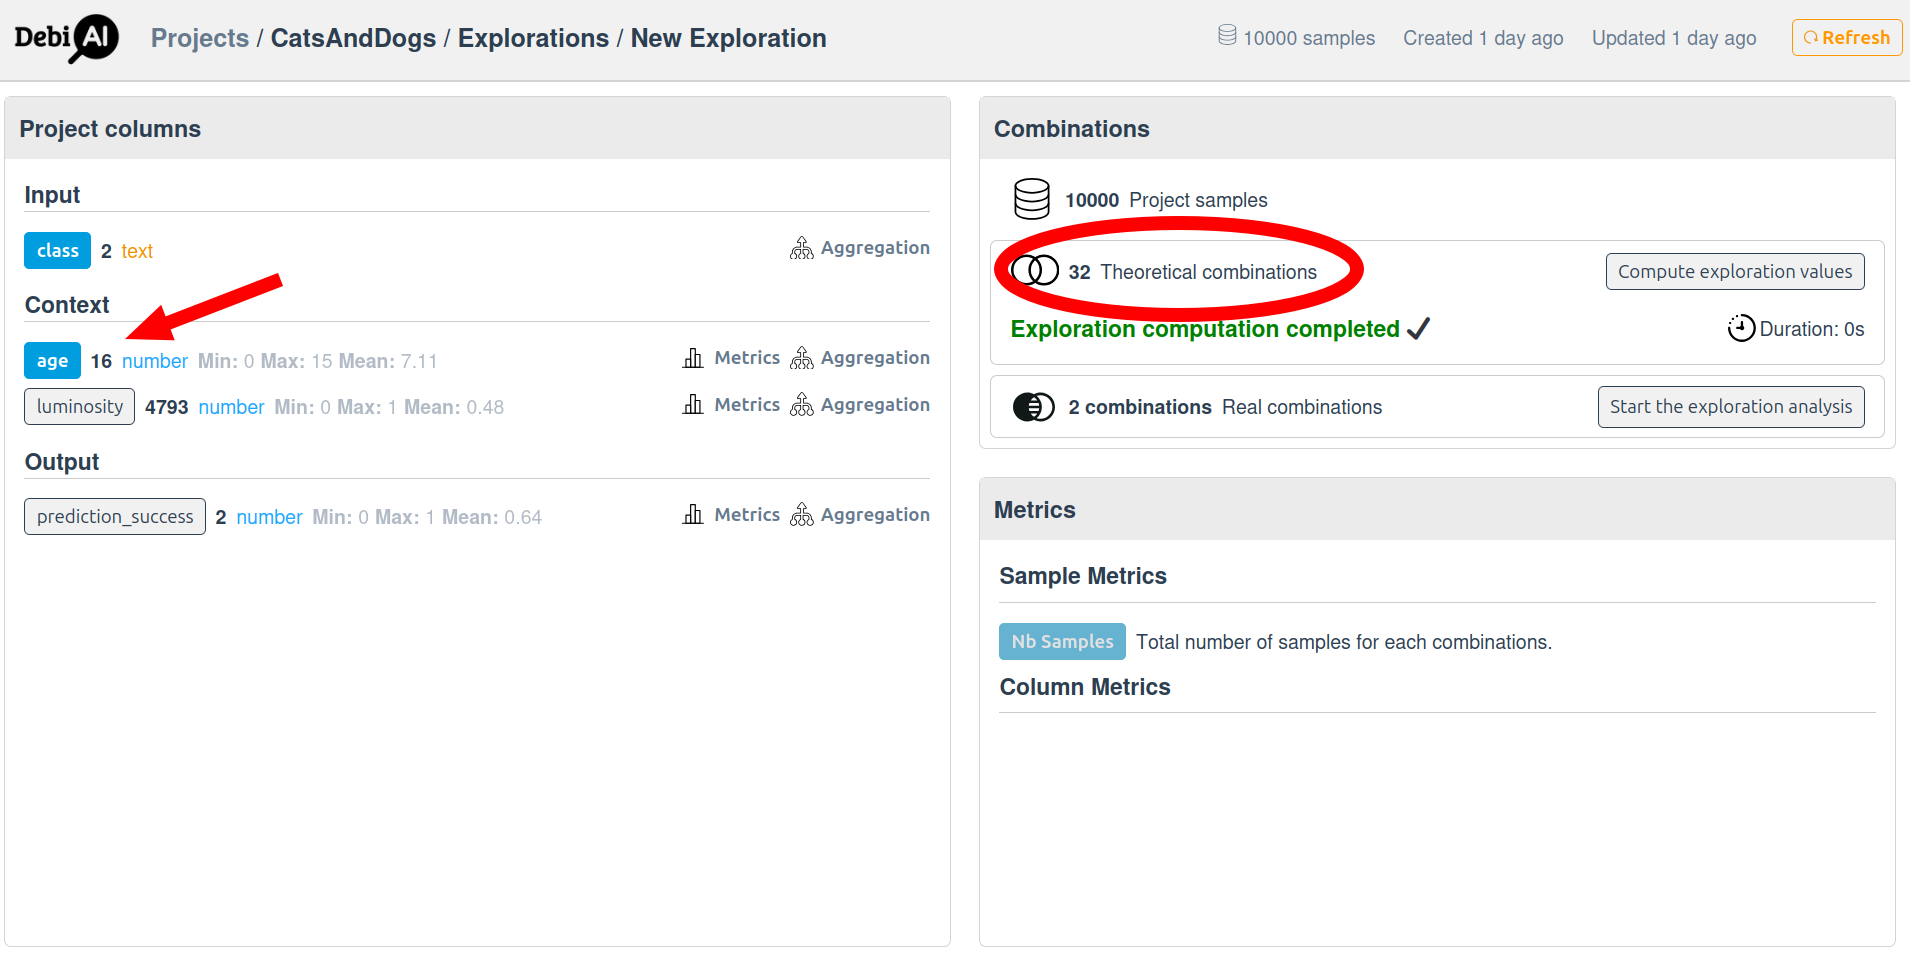 DebiAI Projects / CatsAndDogs / Explorations / New Exploration 10000 samples Created 1 day ago Updated 1 day ago Refresh
Project columns
Input
class 2 text Aggregation
Context
age 16 number Min: 0 Max: 15 Mean: 7.11 Metrics Aggregation
luminosity 4793 number Min: 0 Max: 1 Mean: 0.48 Metrics Aggregation
Output
prediction_success 2 number Min: 0 Max: 1 Mean: 0.64 Metrics Aggregation
Combinations
10000 Project samples
32 Theoretical combinations Compute exploration values
Exploration computation completed Duration: 0s
2 combinations Real combinations Start the exploration analysis
Metrics
Sample Metrics
Nb Samples Total number of samples for each combinations.
Column Metrics